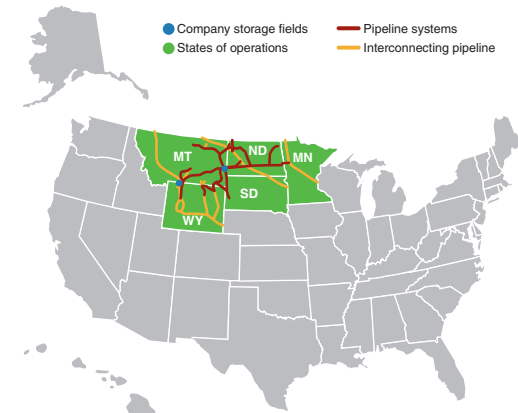 Company storage fields
Pipeline systems
States of operations
Interconnecting pipeline
MT
ND
MN
SD
WY